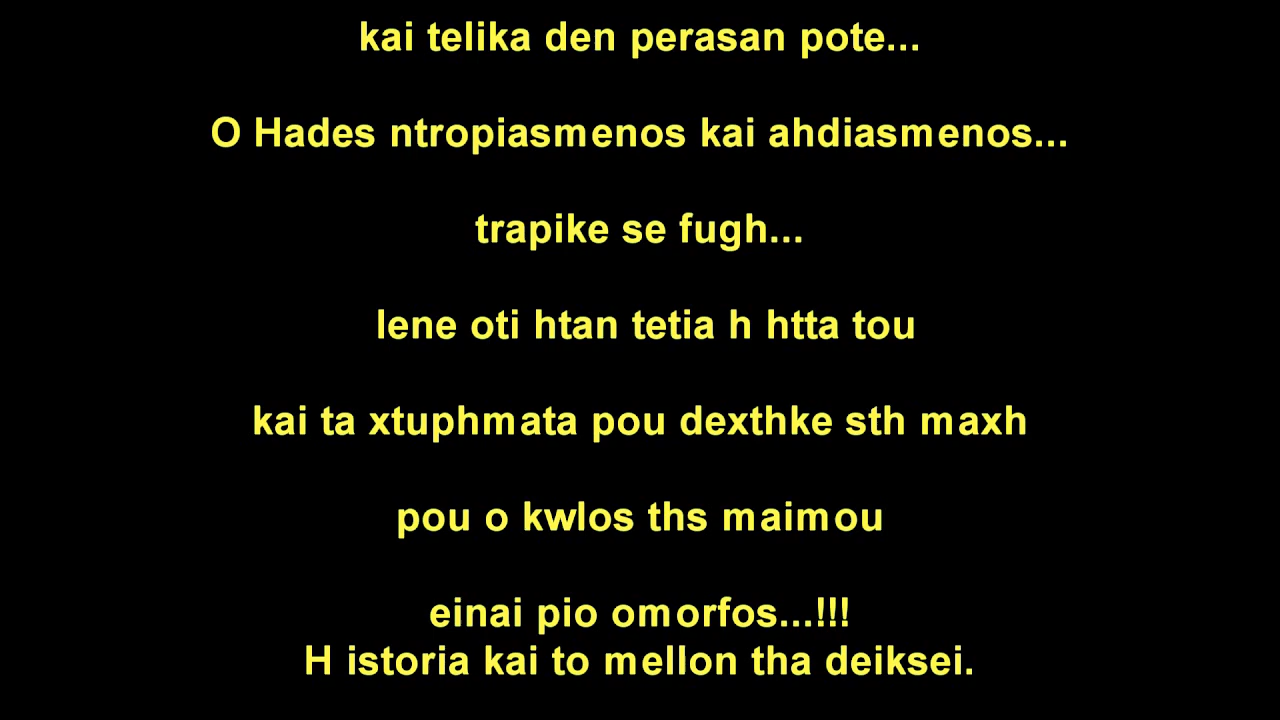 kai telika den perasan pote...
O Hades ntropiasmenos kai ahdiasmenos...
trapike se fugh...
lene oti htan tetia h htta tou
kai ta xtuphmata pou dexthke sth maxh
pou o kwlos ths maimou
einai pio omorfos...!!!
H istoria kai to mellon tha deiksei.